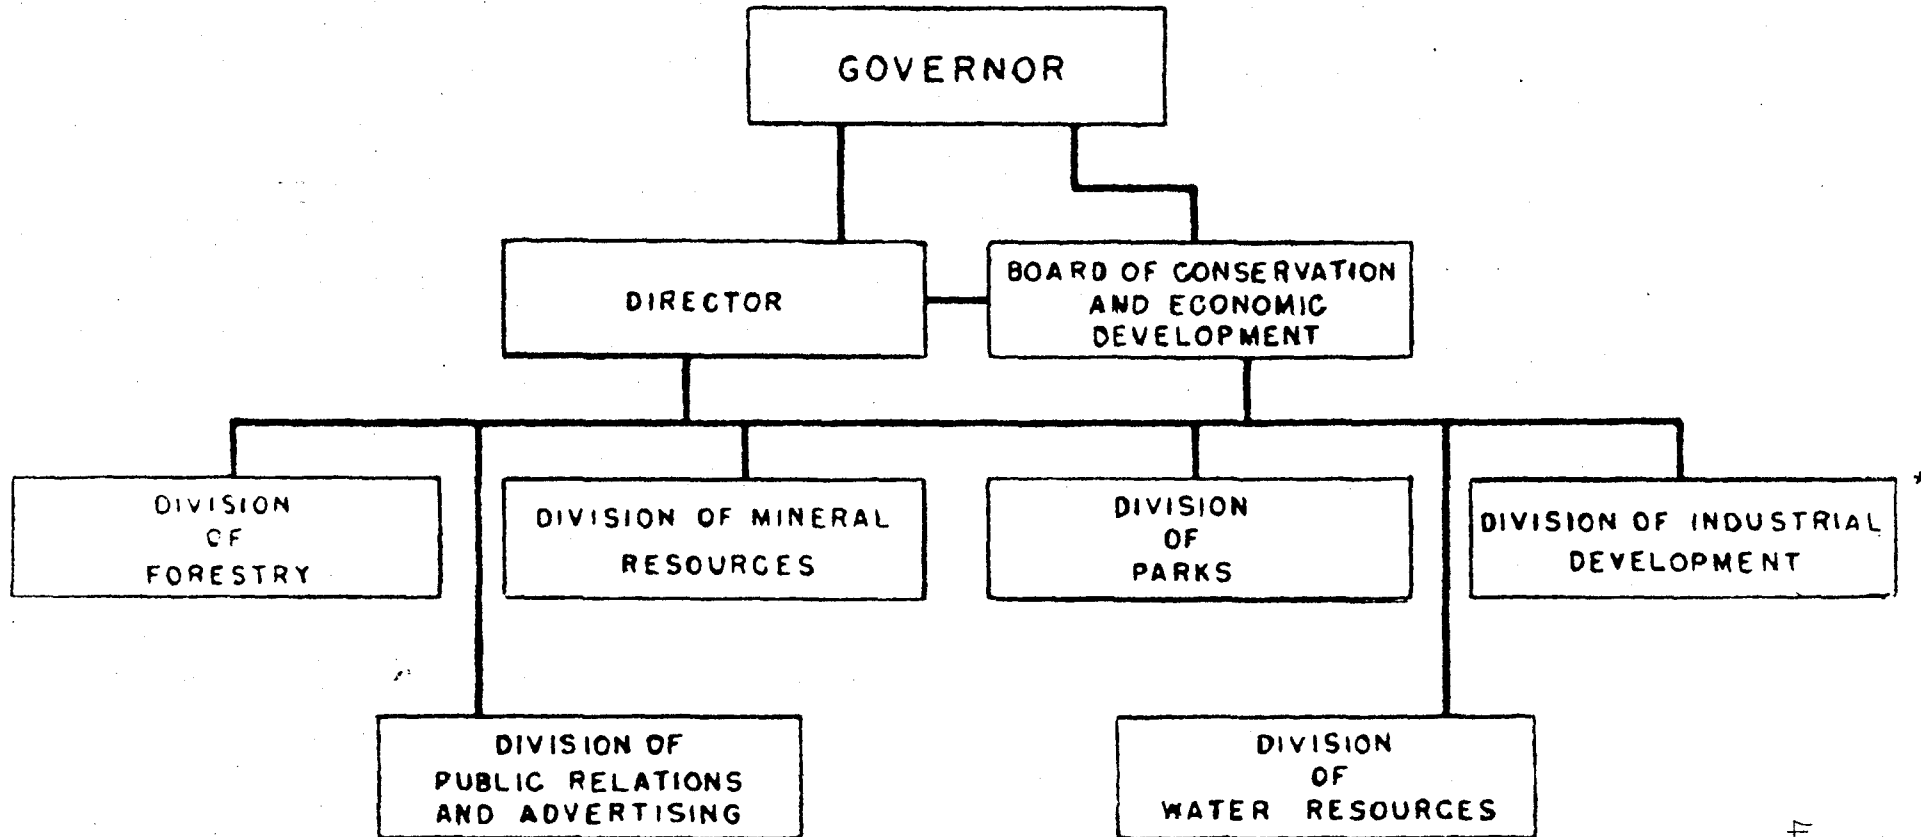 GOVERNOR
DIRECTOR
BOARD OF CONSERVATION
AND ECONOMIC
DEVELOPMENT
DIVISION
OF
FORESTRY
DIVISION OF MINERAL
RESOURCES
DIVISION
OF
PARKS
*
DIVISION OF INDUSTRIAL
DEVELOPMENT
DIVISION OF
PUBLIC RELATIONS
AND ADVERTISING
DIVISION
OF
WATER RESOURCES